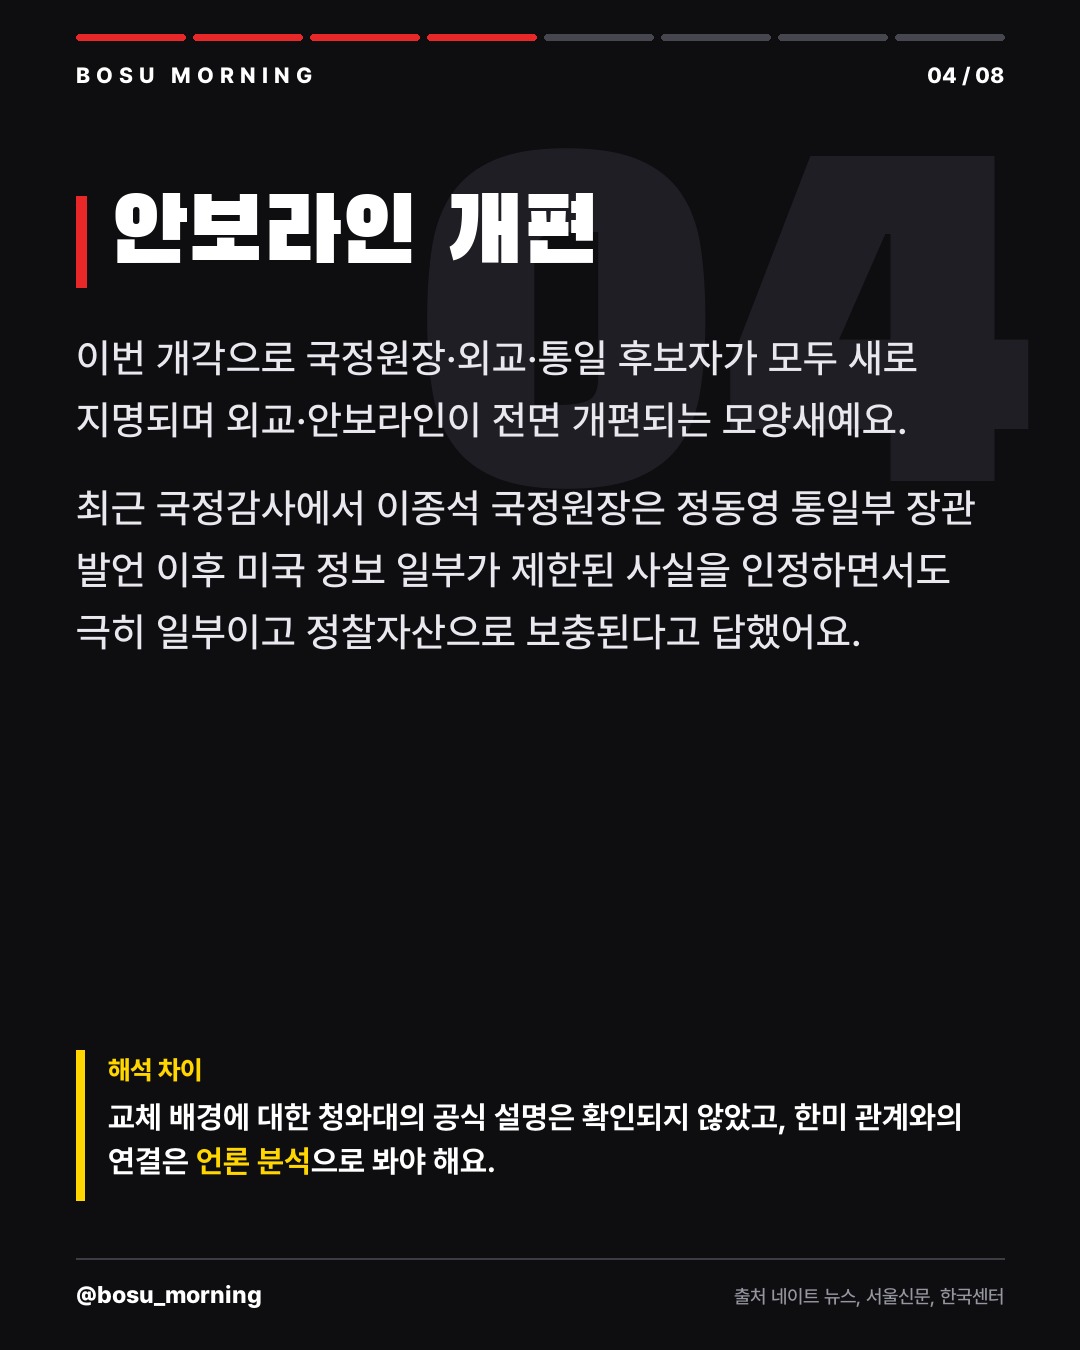 BOSU MORNING
04 / 08
04
안보라인 개편
이번 개각으로 국정원장·외교·통일 후보자가 모두 새로
지명되며 외교·안보라인이 전면 개편되는 모양새예요.
최근 국정감사에서 이종석 국정원장은 정동영 통일부 장관
발언 이후 미국 정보 일부가 제한된 사실을 인정하면서도
극히 일부이고 정찰자산으로 보충된다고 답했어요.
해석 차이
교체 배경에 대한 청와대의 공식 설명은 확인되지 않았고, 한미 관계와의
연결은 언론 분석으로 봐야 해요.
@bosu_morning
출처 네이트 뉴스, 서울신문, 한국센터